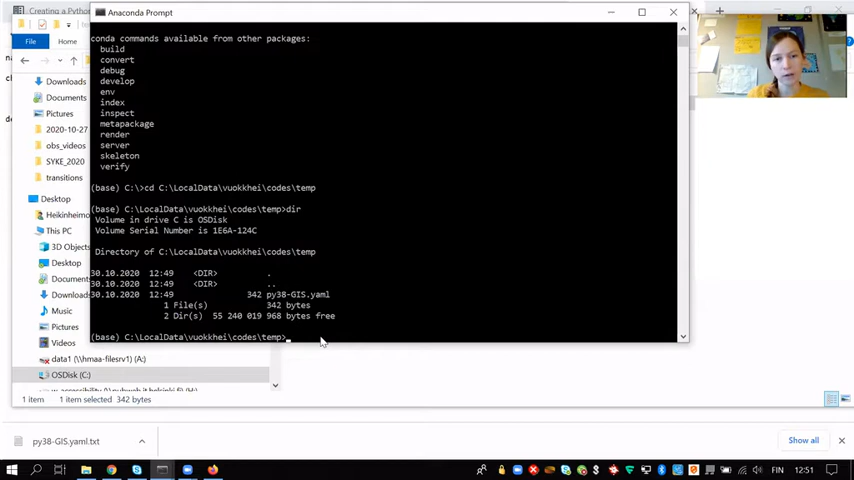 Creating a Python
Anaconda Prompt
File
Home
Downloads
Documents
Pictures
2020-10-27
obs_videos
SYKE_2020
transitions
Desktop
Heikinheimo
This PC
3D Objects
Desktop
Documents
Downloads
Music
Pictures
Videos
data1 (\\hmaa-filesrv1) (A:)
OSDisk (C:)
1 item
1 item selected 342 bytes
conda commands available from other packages:
build
convert
debug
develop
env
index
inspect
metapackage
render
server
skeleton
verify
(base) C:\>cd C:\LocalData\vuokkhei\codes\temp
(base) C:\LocalData\vuokkhei\codes\temp>dir
Volume in drive C is OSDisk
Volume Serial Number is 1E6A-124C
Directory of C:\LocalData\vuokkhei\codes\temp
30.10.2020 12:49 <DIR> .
30.10.2020 12:49 <DIR> ..
30.10.2020 12:49 342 py38-GIS.yaml
1 File(s) 342 bytes
2 Dir(s) 55 240 019 968 bytes free
(base) C:\LocalData\vuokkhei\codes\temp>
py38-GIS.yaml.txt
Show all
FIN
12:51